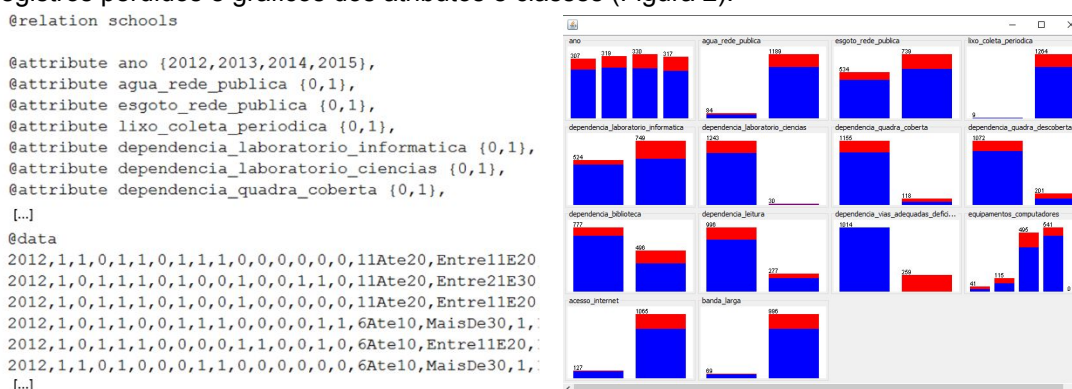 egistros perdidos e gráficos dos atributos e classes (Figura 2).
@relation schools
@attribute ano {2012,2013,2014,2015},
@attribute agua_rede_publica {0,1},
@attribute esgoto_rede_publica {0,1},
@attribute lixo_coleta_periodica {0,1},
@attribute dependencia_laboratorio_informatica {0,1},
@attribute dependencia_laboratorio_ciencias {0,1},
@attribute dependencia_quadra_coberta {0,1},
[...]
@data
2012,1,1,0,1,1,0,1,1,1,0,0,0,0,0,0,11Ate20,Entre11E20
2012,1,0,1,1,0,1,0,0,1,0,0,1,1,0,11Ate20,Entre21E30
2012,1,0,1,1,0,1,0,1,0,0,0,0,0,11Ate20,Entre11E20
2012,1,0,1,1,0,0,1,1,1,0,0,0,0,1,1,6Ate10,MaisDe30,1,
2012,1,0,1,1,1,0,0,0,0,1,1,0,0,1,0,6Ate10,Entre11E20,
2012,1,1,0,1,0,0,0,1,1,0,0,0,0,0,0,6Ate10,MaisDe30,1,
[...]
ano
307 319 330 317
agua_rede_publica
84 1189
esgoto_rede_publica
534 739
lixo_coleta_periodica
9 1264
dependencia_laboratorio_informatica
524 749
dependencia_laboratorio_ciencias
1243 30
dependencia_quadra_coberta
1155 118
dependencia_quadra_descoberta
1072 201
dependencia_biblioteca
777 496
dependencia_leitura
996 277
dependencia_vias_adequadas_defici...
1014 259
equipamentos_computadores
41 115 495 541 0
acesso_internet
127 1065
banda_larga
69 996